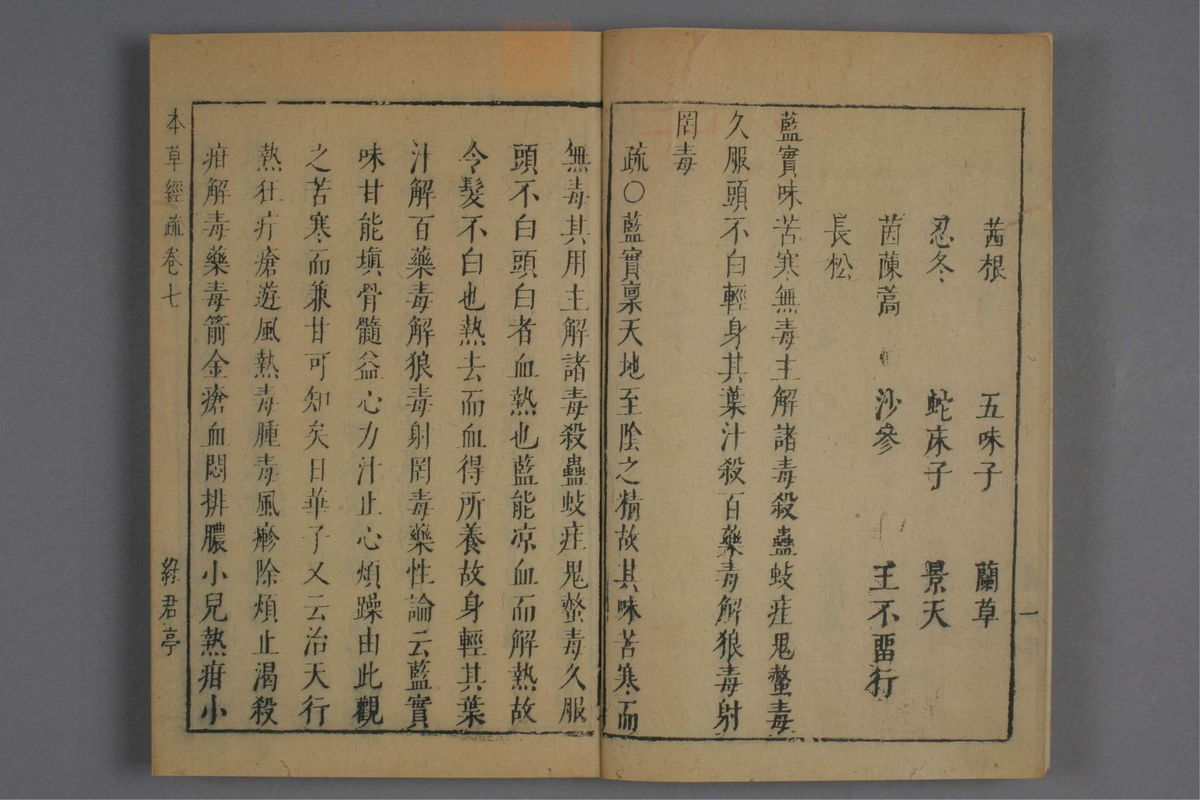 茜根 五味子 蘭草
忍冬 蛇床子 景天
茵蔯蒿 沙參 王不畱行
長松
藍實味苦寒無毒主解諸毒殺蠱蚑疰鬼螫毒
久服頭不白輕身其葉汁殺百藥毒解狼毒射
罔毒
疏○藍實稟天地至陰之精故其味苦寒而
一
無毒其用主解諸毒殺蠱蚑疰鬼螫毒久服
頭不白頭白者血熱也藍能凉血而解熱故
令髮不白也熱去而血得所養故身輕其葉
汁解百藥毒解狼毒射罔毒藥性論云藍實
味甘能塡骨髓益心力汁止心煩躁由此觀
之苦寒而兼甘可知矣日華子又云治天行
熱狂疔瘡遊風熱毒腫毒風瘮除煩止渴殺
疳解毒藥毒箭金瘡血悶排膿小兒熱疳小
本草經疏卷七 綠君亭